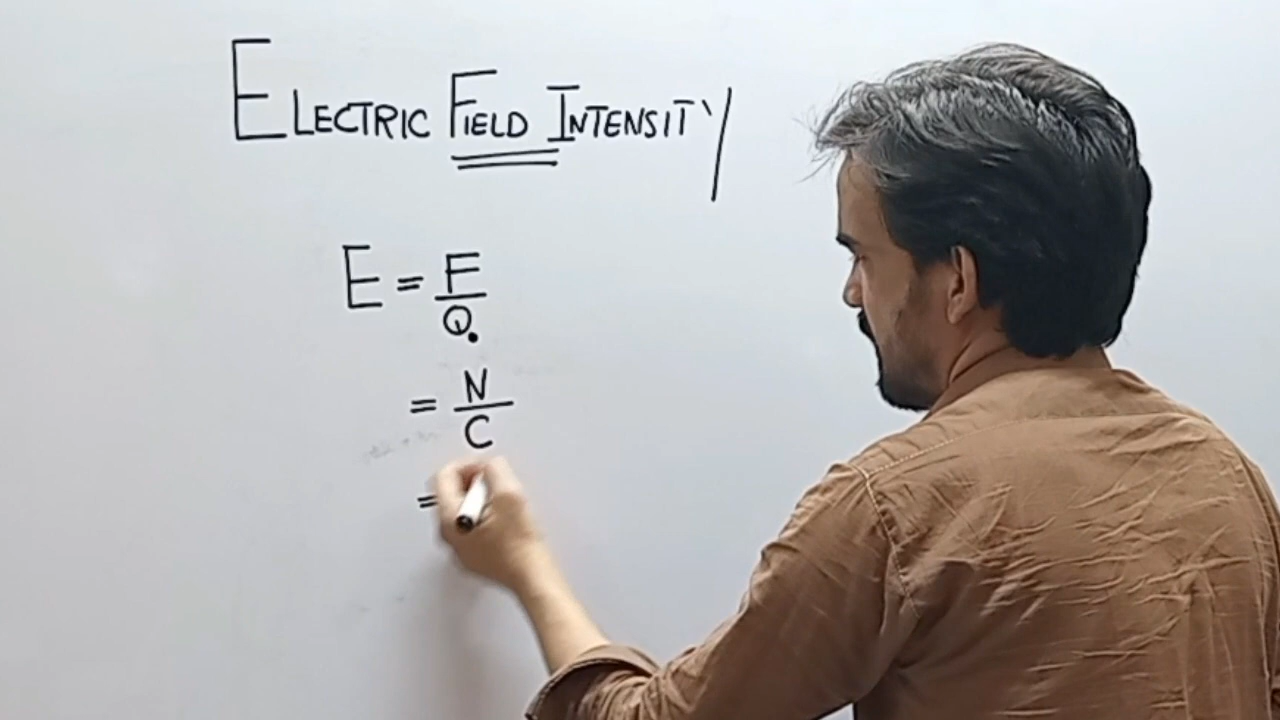 ELECTRIC FIELD INTENSITY
E = F/Q.
= N/C
=